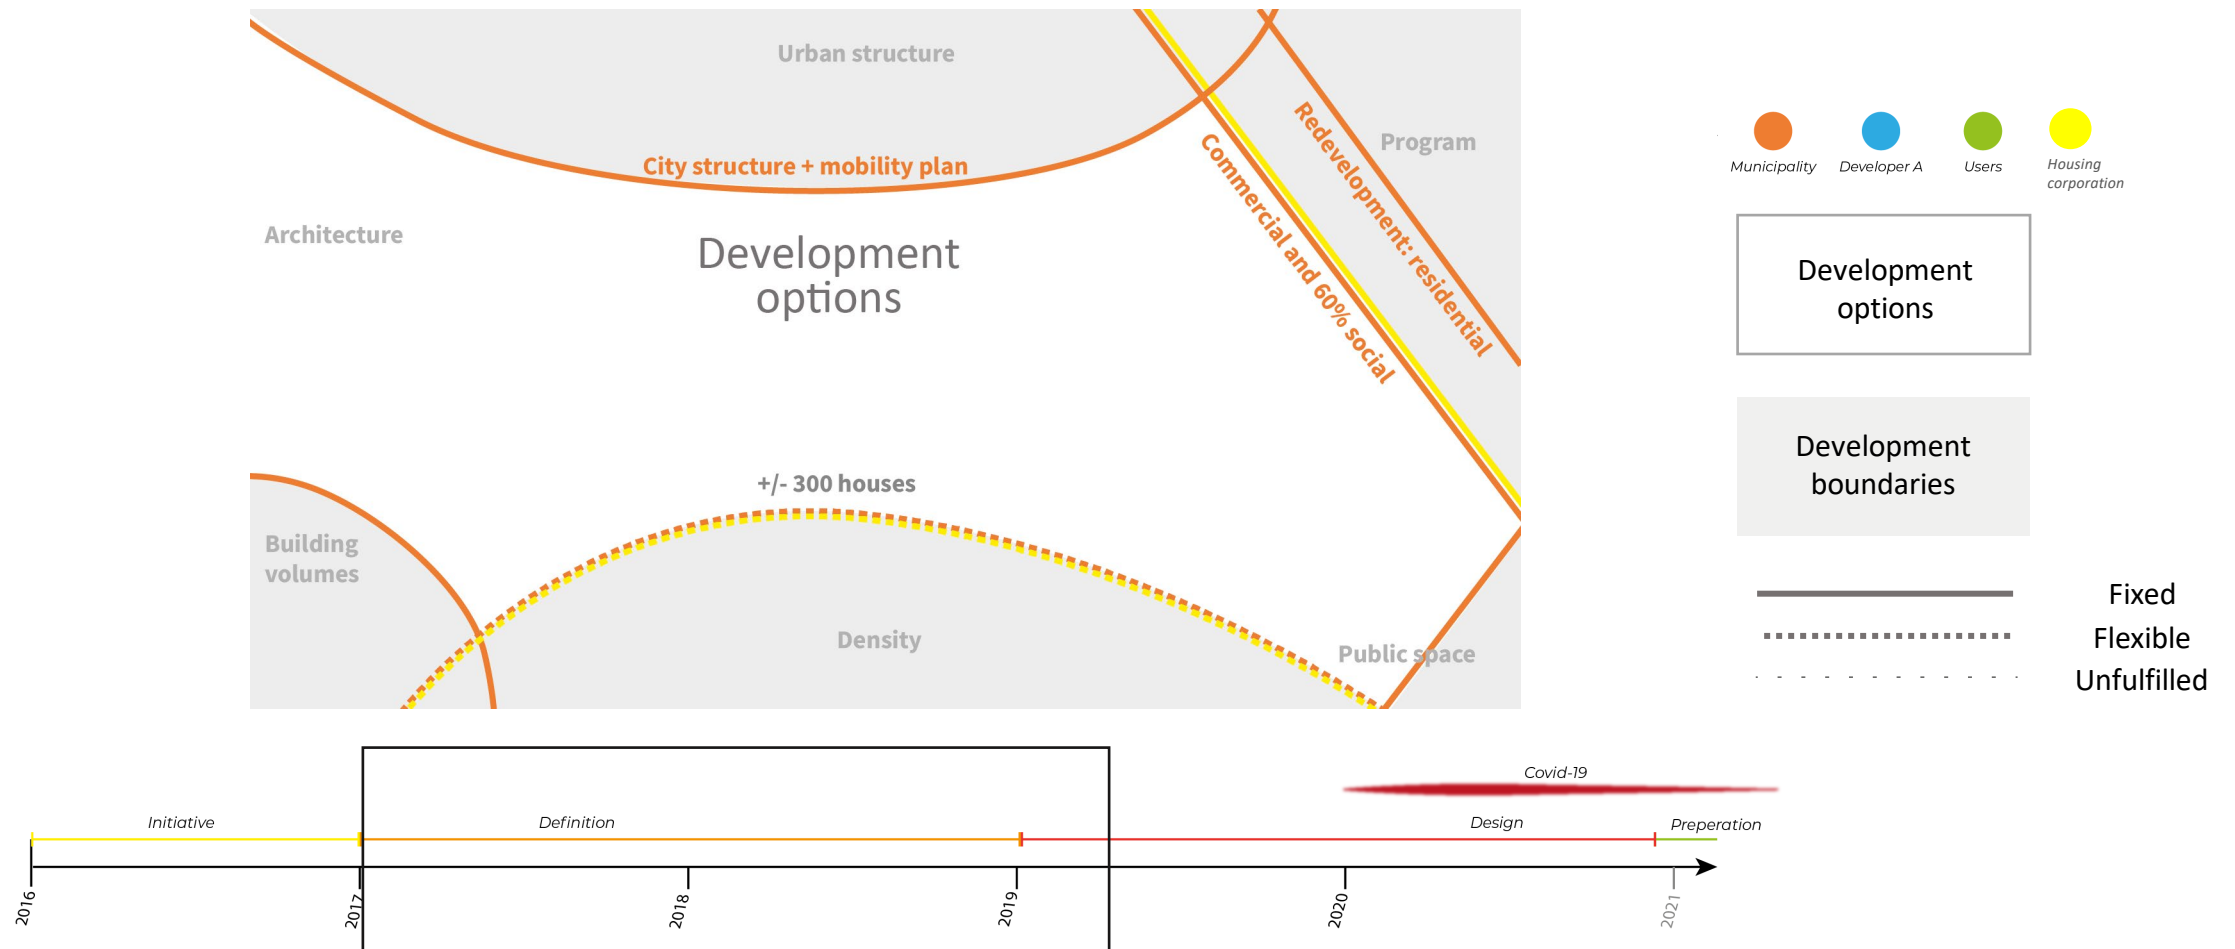 Urban structure
City structure + mobility plan
Commercial and 60% social
Redevelopment: residential
Program
Architecture
Development
options
+/- 300 houses
Building
volumes
Density
Public space
Municipality
Developer A
Users
Housing
corporation
Development
options
Development
boundaries
Fixed
Flexible
Unfulfilled
Covid-19
Initiative
Definition
Design
Preperation
2016
2017
2018
2019
2020
2021